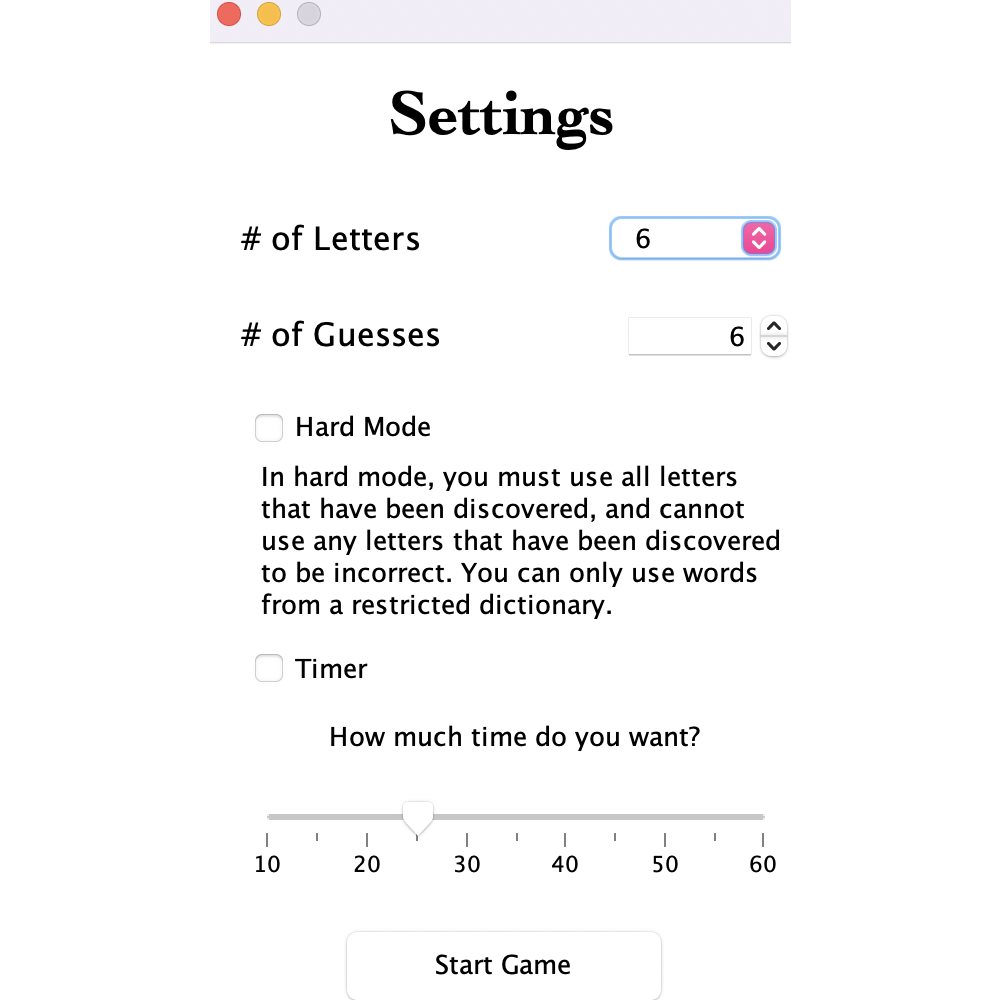 Settings
# of Letters 6
# of Guesses 6
Hard Mode
In hard mode, you must use all letters
that have been discovered, and cannot
use any letters that have been discovered
to be incorrect. You can only use words
from a restricted dictionary.
Timer
How much time do you want?
10 20 30 40 50 60
Start Game